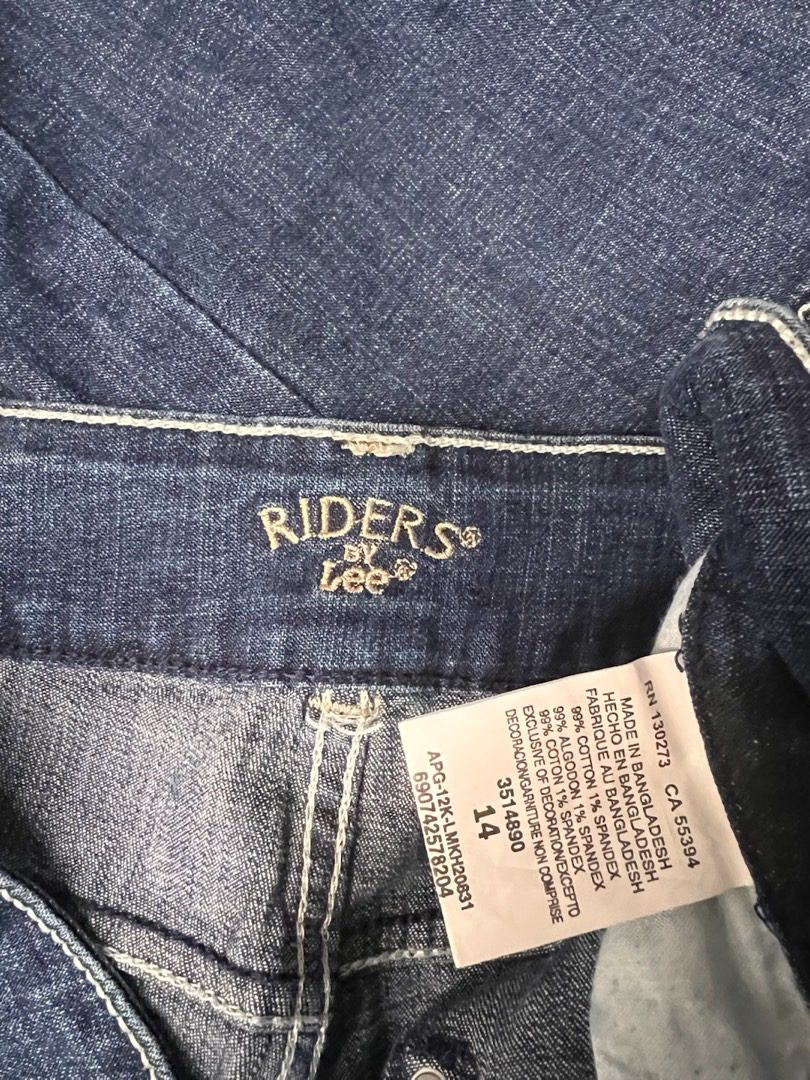 RIDERS®
BY
Lee®
RN 130273 CA 55394
MADE IN BANGLADESH
HECHO EN BANGLADESH
FABRIQUE AU BANGLADESH
99% COTTON 1% SPANDEX
99% ALGODON 1% SPANDEX
99% COTON 1% SPANDEX
EXCLUSIVE OF DECORATION/EXCEPTO
DECORACION/GARNITURE NON COMPRISE
3514890
14
APG-12K-LMKH20831
690742578204